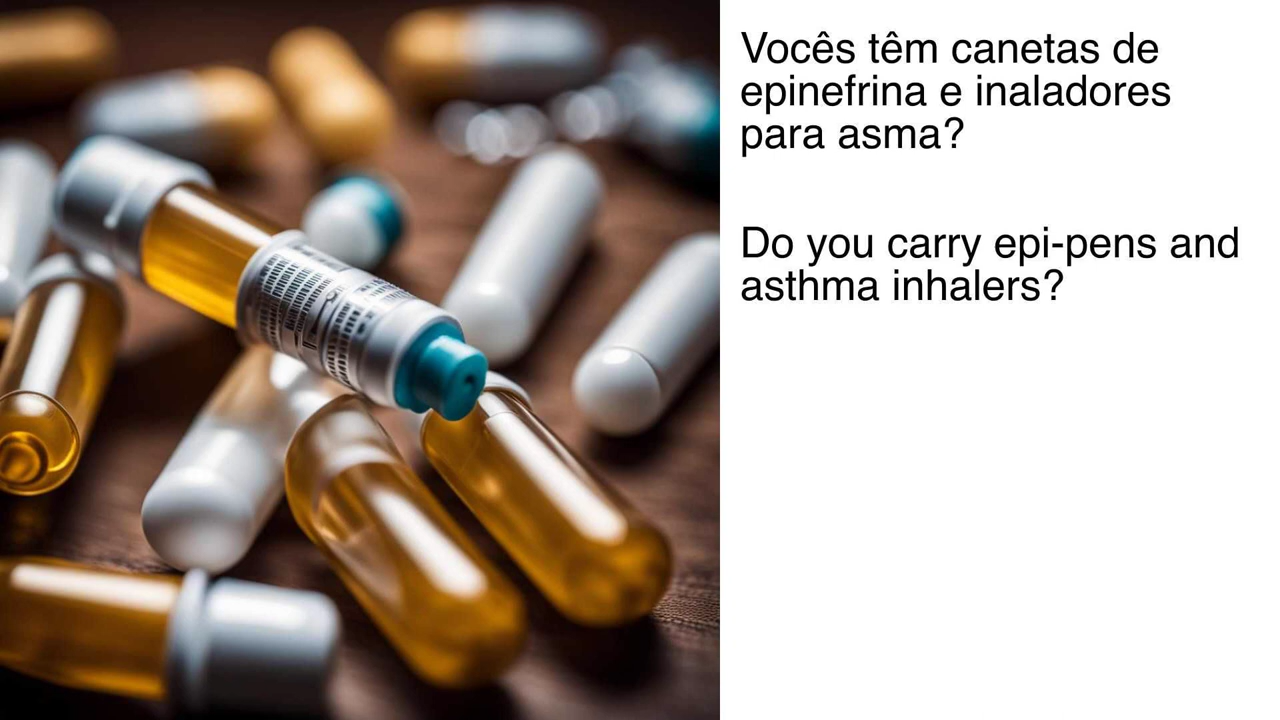 Vocês têm canetas de
epinefrina e inaladores
para asma?
Do you carry epi-pens and
asthma inhalers?